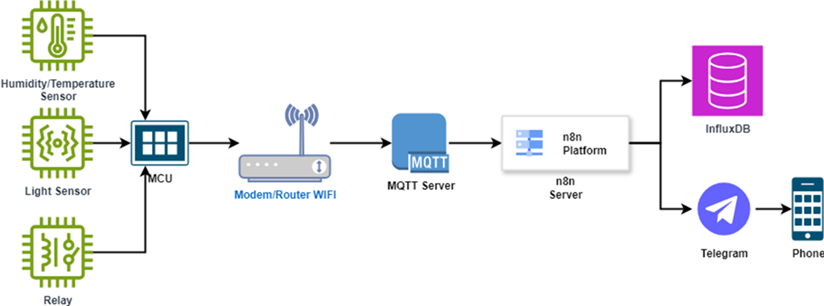 Humidity/Temperature
Sensor
Light Sensor
Relay
MCU
Modem/Router WIFI
MQTT
MQTT Server
n8n
Platform
n8n
Server
InfluxDB
Telegram
Phone